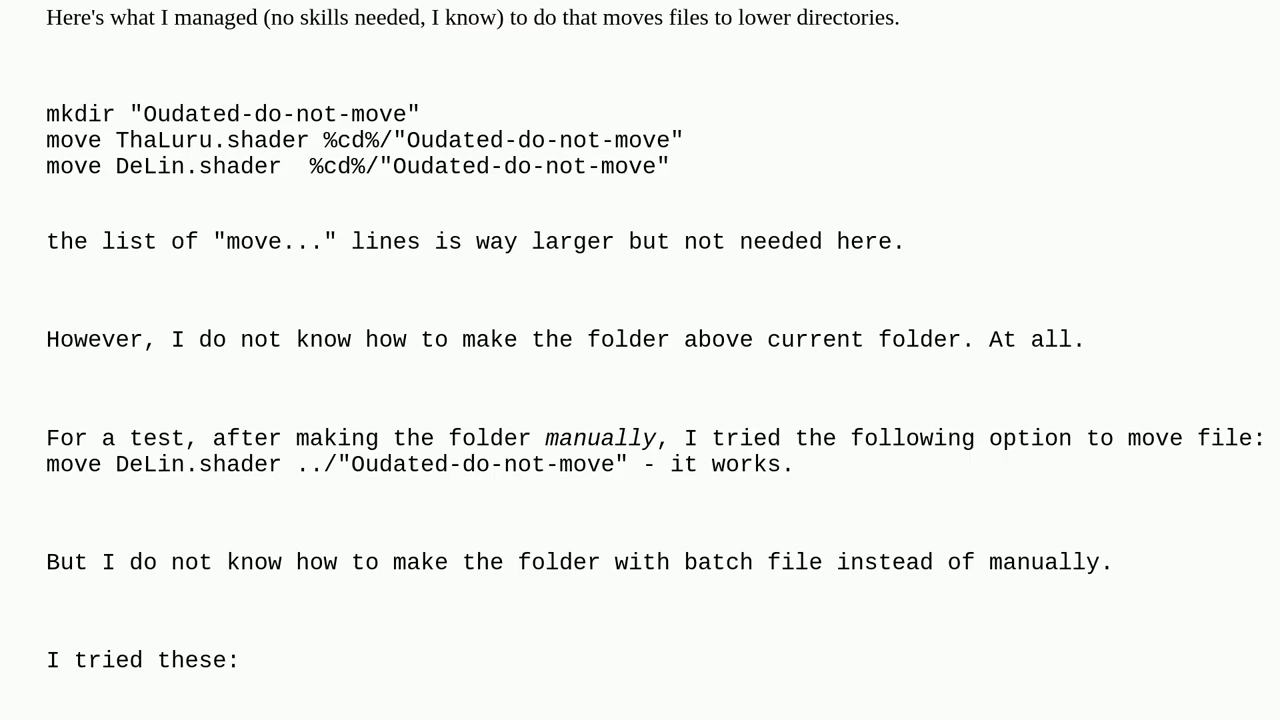 Here's what I managed (no skills needed, I know) to do that moves files to lower directories.
mkdir "Oudated-do-not-move"
move ThaLuru.shader %cd%/"Oudated-do-not-move"
move DeLin.shader  %cd%/"Oudated-do-not-move"
the list of "move..." lines is way larger but not needed here.
However, I do not know how to make the folder above current folder. At all.
For a test, after making the folder manually, I tried the following option to move file:
move DeLin.shader ../"Oudated-do-not-move" - it works.
But I do not know how to make the folder with batch file instead of manually.
I tried these: